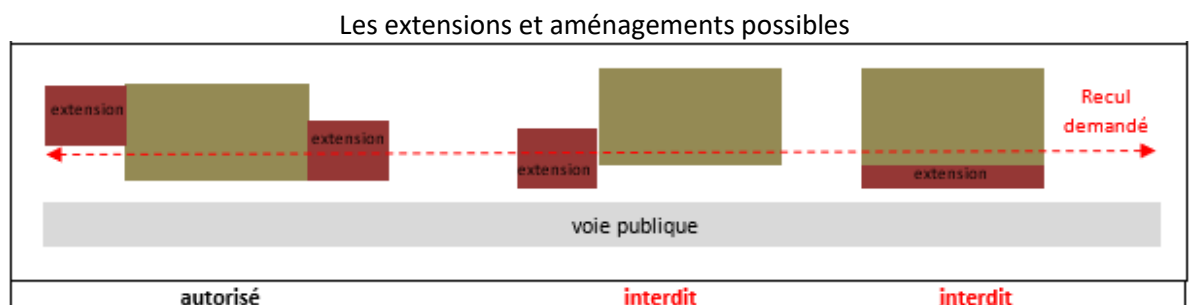 Les extensions et aménagements possibles
extension
extension
extension
extension
Recul
demandé
voie publique
autorisé
interdit
interdit